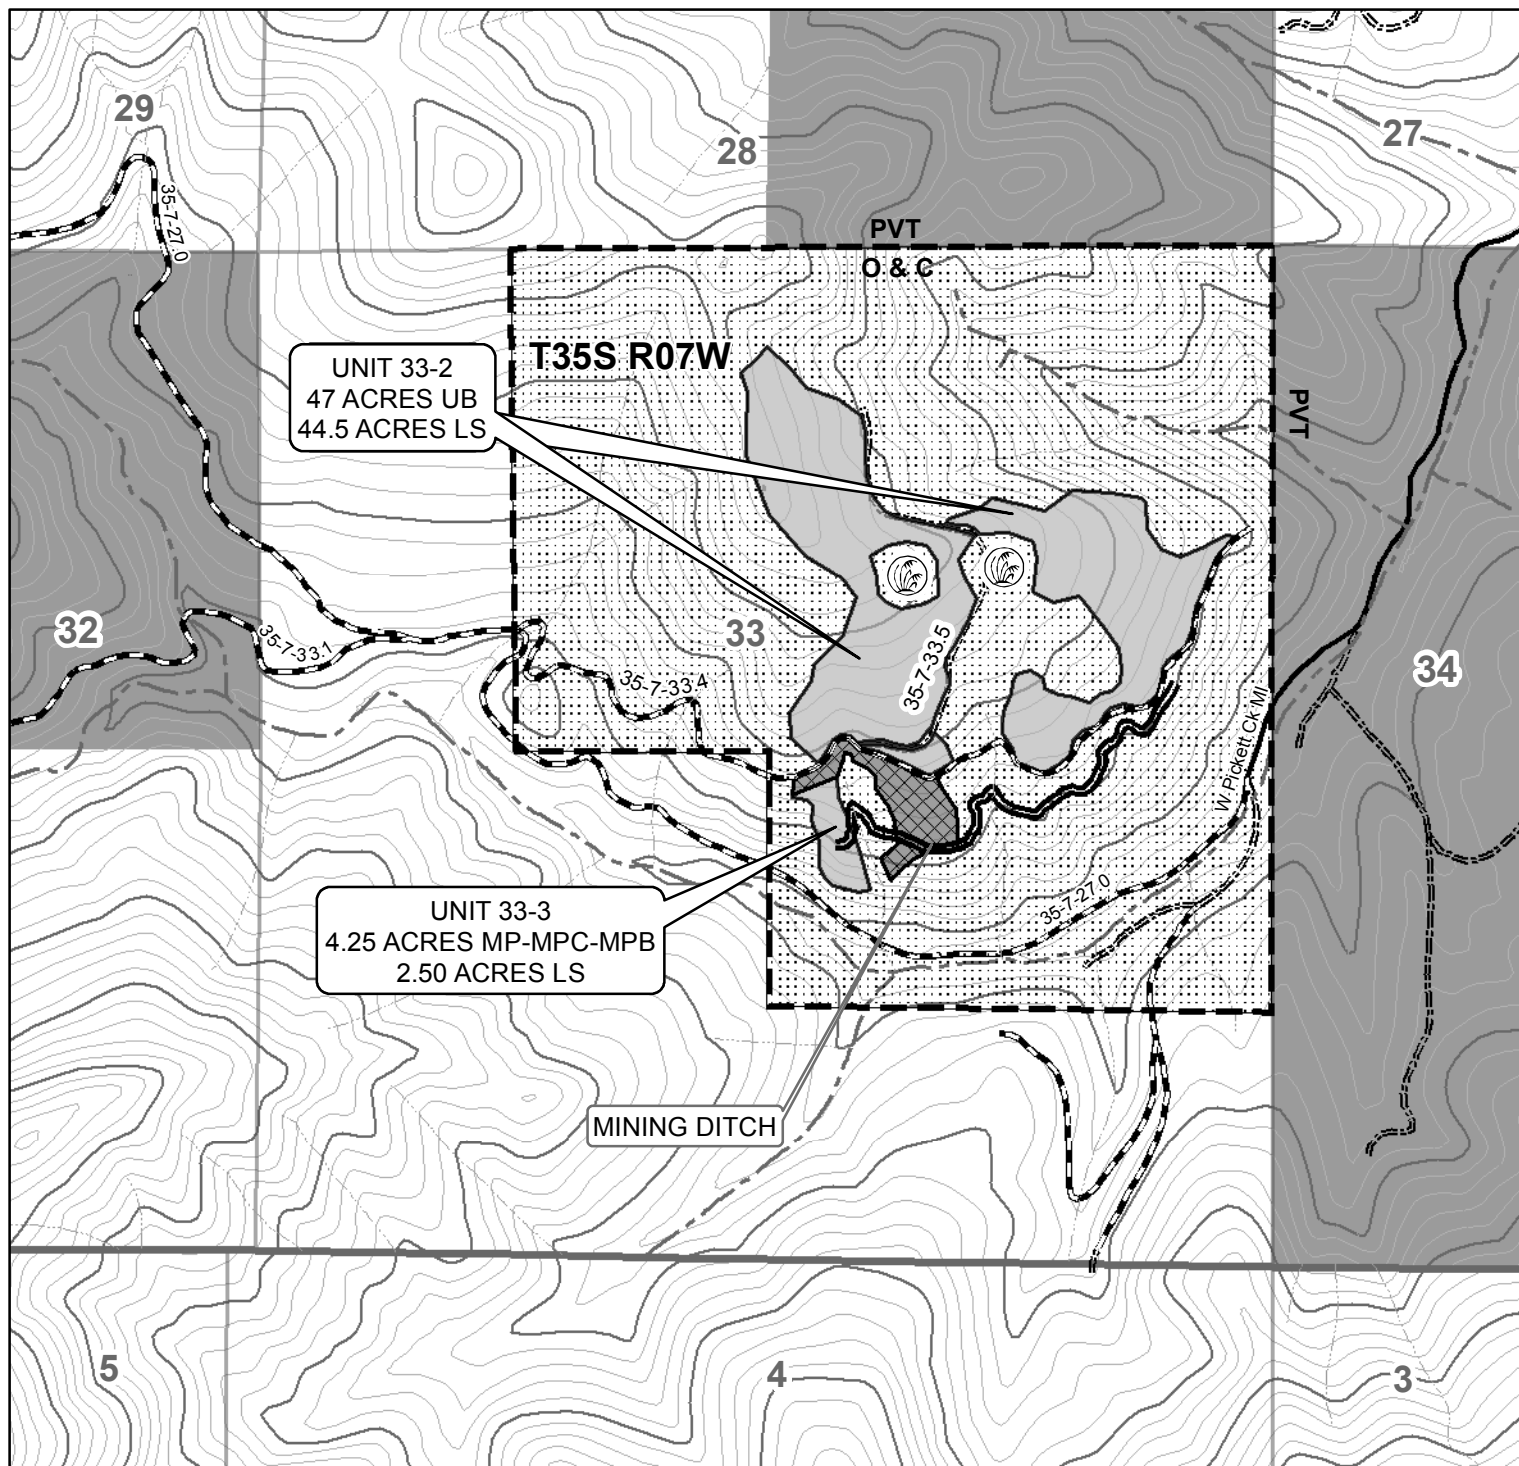 29
28
27
35-7-27.0
PVT
O & C
T35S R07W
UNIT 33-2
47 ACRES UB
44.5 ACRES LS
PVT
32
35-7-33.1
33
35-7-33.4
35-7-33.5
34
W. Pickett Ck Ml
35-7-27.0
UNIT 33-3
4.25 ACRES MP-MPC-MPB
2.50 ACRES LS
MINING DITCH
5
4
3